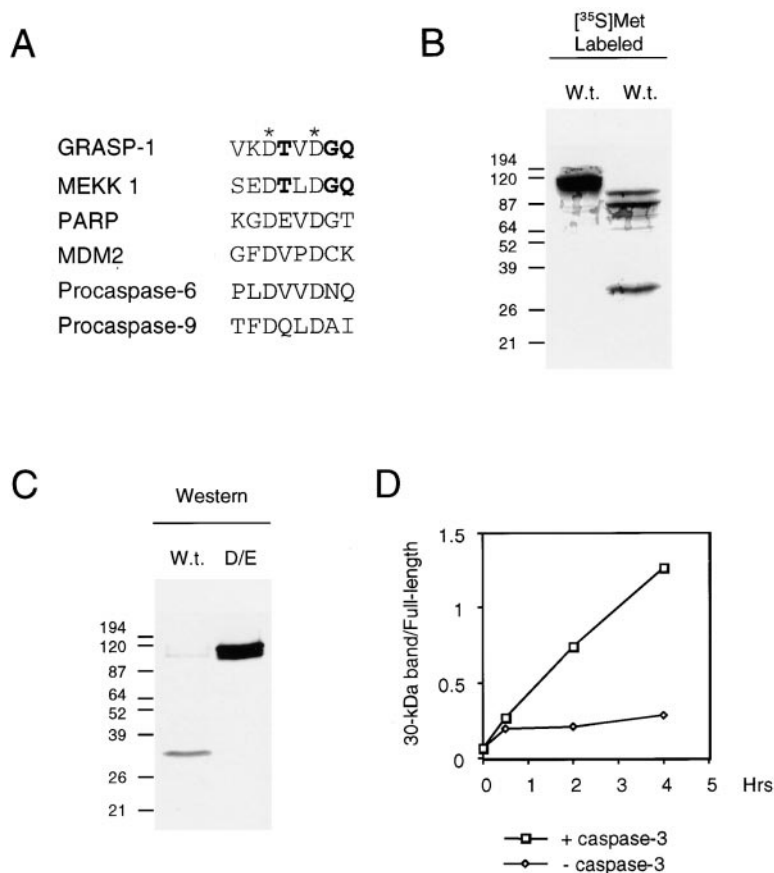 A
* *
GRASP-1 VKDTVDGQ
MEKK 1 SEDTLDGQ
PARP KGDEVDGT
MDM2 GFDVPDCK
Procaspase-6 PLDVVDNQ
Procaspase-9 TFDQLDAI
B
[35S]Met
Labeled
W.t. W.t.
194
120
87
64
52
39
26
21
C
Western
W.t. D/E
194
120
87
64
52
39
26
21
D
30-kDa band/Full-length
1.5
1
0.5
0
0 1 2 3 4 5 Hrs
+ caspase-3
- caspase-3